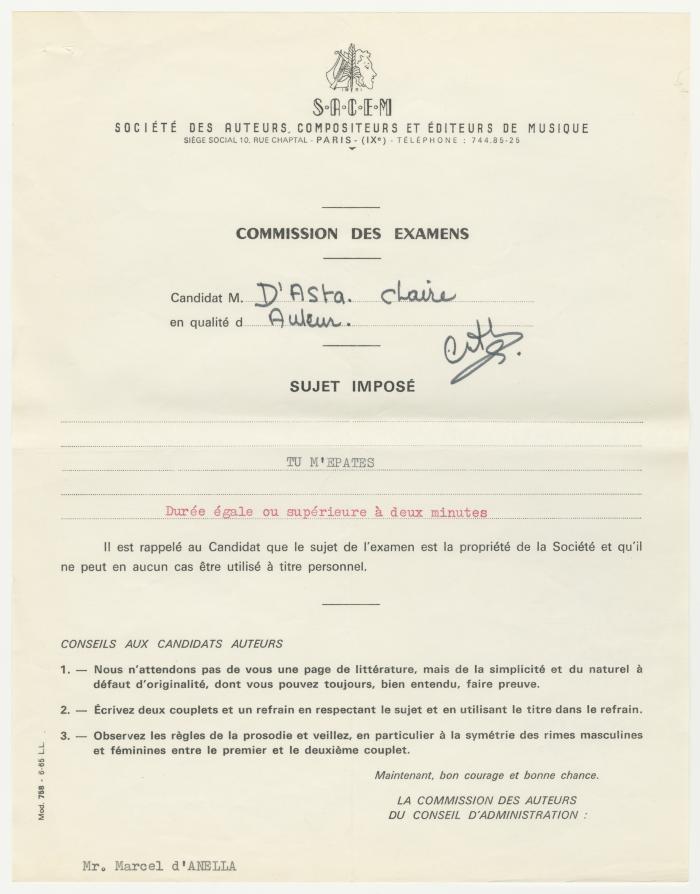 S·A·C·E·M
SOCIÉTÉ DES AUTEURS, COMPOSITEURS ET ÉDITEURS DE MUSIQUE
SIÈGE SOCIAL 10, RUE CHAPTAL - PARIS - (IXe) - TÉLÉPHONE : 744.85-25
COMMISSION DES EXAMENS
Candidat M. D'Asta. Claire
en qualité d Auteur.
SUJET IMPOSÉ
TU M'EPATES
Durée égale ou supérieure à deux minutes
Il est rappelé au Candidat que le sujet de l'examen est la propriété de la Société et qu'il
ne peut en aucun cas être utilisé à titre personnel.
CONSEILS AUX CANDIDATS AUTEURS
1. — Nous n'attendons pas de vous une page de littérature, mais de la simplicité et du naturel à
défaut d'originalité, dont vous pouvez toujours, bien entendu, faire preuve.
2. — Écrivez deux couplets et un refrain en respectant le sujet et en utilisant le titre dans le refrain.
3. — Observez les règles de la prosodie et veillez, en particulier à la symétrie des rimes masculines
et féminines entre le premier et le deuxième couplet.
Maintenant, bon courage et bonne chance.
LA COMMISSION DES AUTEURS
DU CONSEIL D'ADMINISTRATION :
Mod. 758 - 6-65 L.L.
Mr. Marcel d'ANELLA